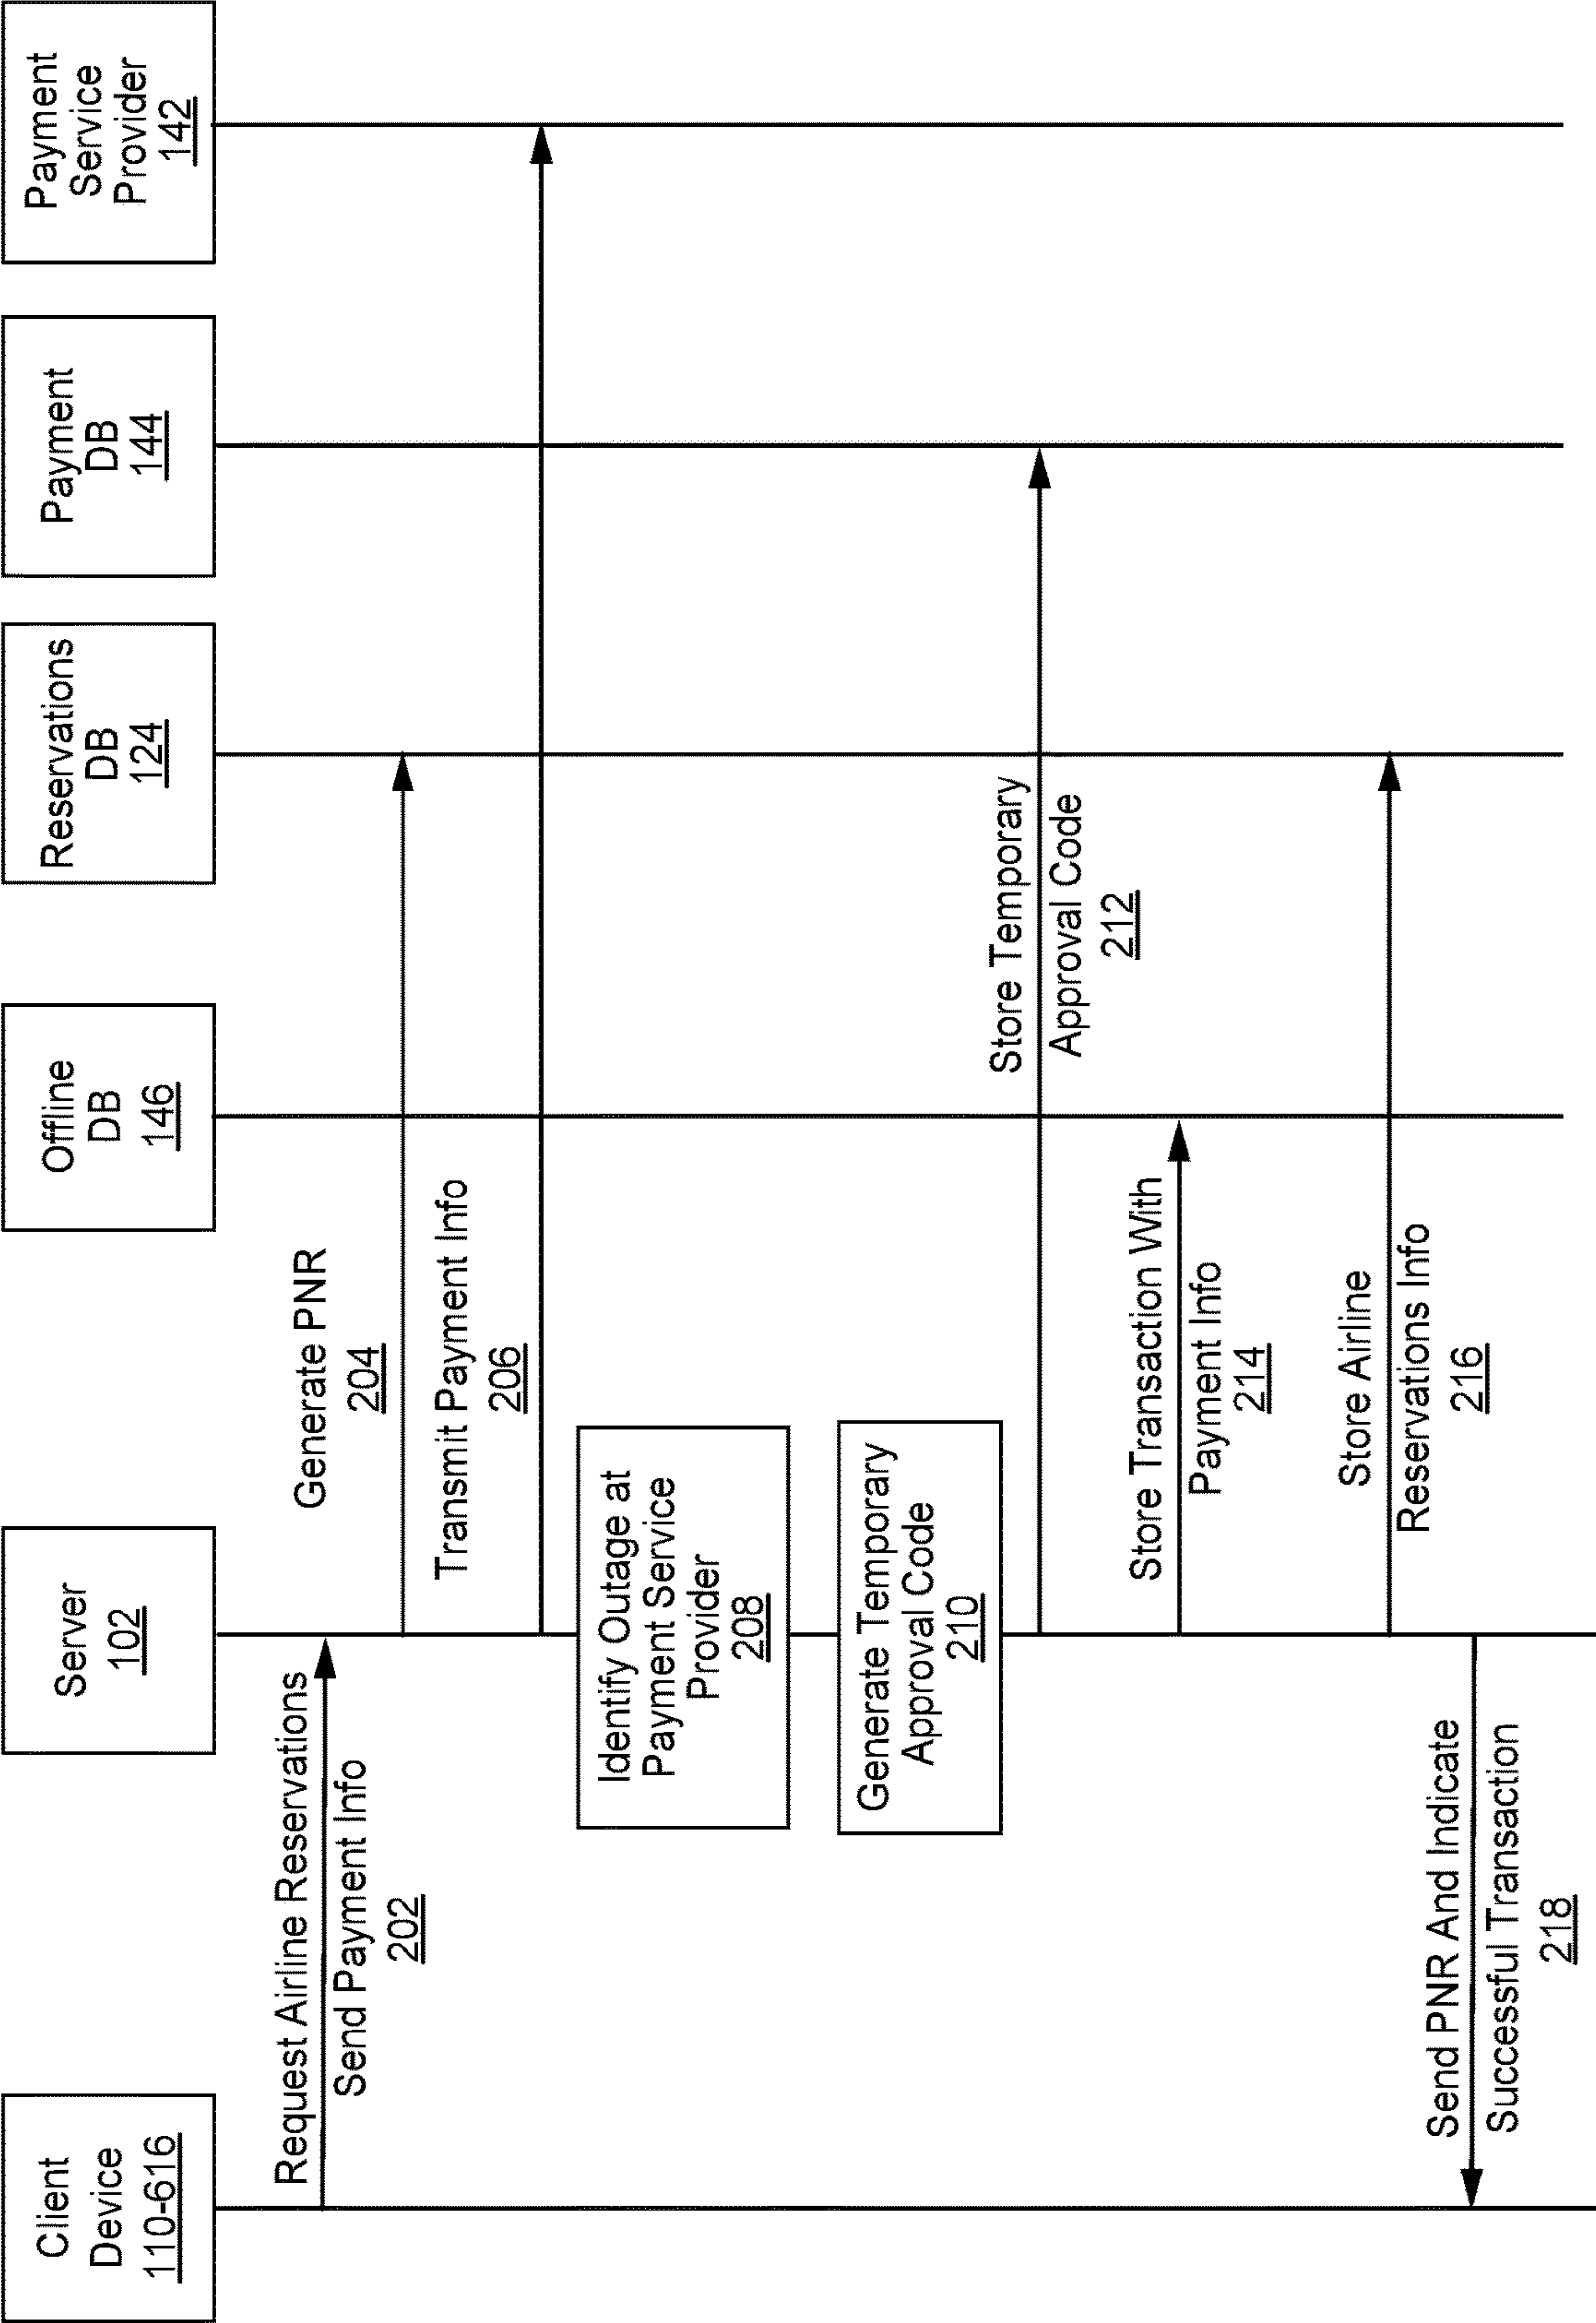 Client
Device
110-616
Server
102
Offline
DB
146
Reservations
DB
124
Payment
DB
144
Payment
Service
Provider
142
Request Airline Reservations
Send Payment Info
202
Generate PNR
204
Transmit Payment Info
206
Identify Outage at
Payment Service
Provider
208
Generate Temporary
Approval Code
210
Store Temporary
Approval Code
212
Store Transaction With
Payment Info
214
Store Airline
Reservations Info
216
Send PNR And Indicate
Successful Transaction
218